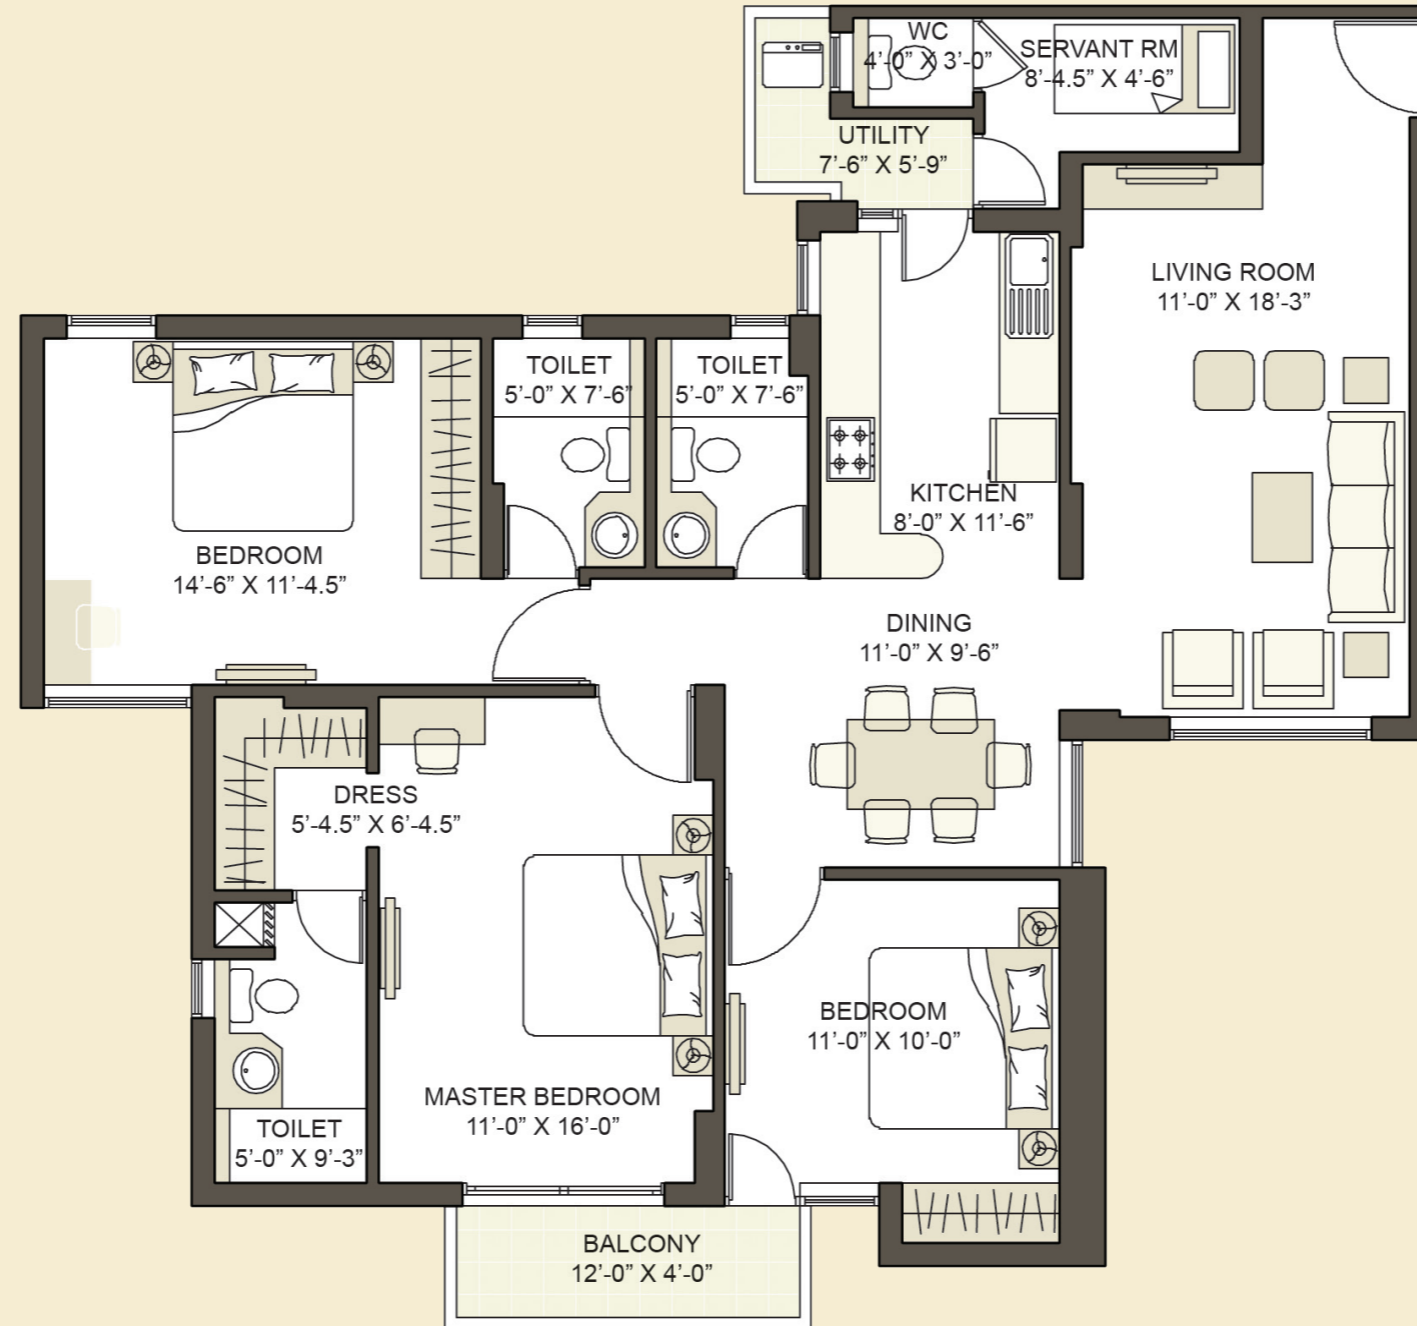 WC
4'-0” X 3'-0”
SERVANT RM
8'-4.5” X 4'-6”
UTILITY
7'-6” X 5'-9”
LIVING ROOM
11'-0” X 18'-3”
TOILET
5'-0” X 7'-6”
TOILET
5'-0” X 7'-6”
KITCHEN
8'-0” X 11'-6”
BEDROOM
14'-6” X 11'-4.5”
DINING
11'-0” X 9'-6”
DRESS
5'-4.5” X 6'-4.5”
BEDROOM
11'-0” X 10'-0”
MASTER BEDROOM
11'-0” X 16'-0”
TOILET
5'-0” X 9'-3”
BALCONY
12'-0” X 4'-0”